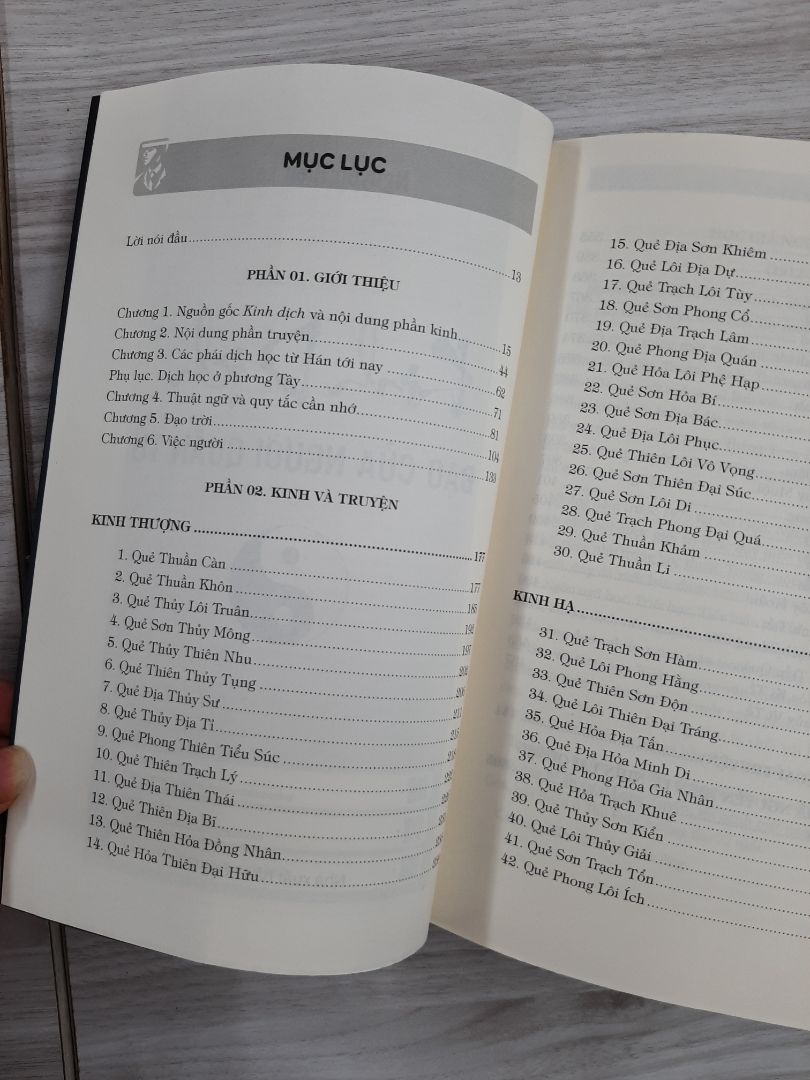 MỤC LỤC
Lời nói đầu 13
PHẦN 01. GIỚI THIỆU
Chương 1. Nguồn gốc Kinh dịch và nội dung phần kinh 15
Chương 2. Nội dung phần truyện 44
Chương 3. Các phái dịch học từ Hán tới nay 62
Phụ lục. Dịch học ở phương Tây 71
Chương 4. Thuật ngữ và quy tắc cần nhớ 81
Chương 5. Đạo trời 104
Chương 6. Việc người 139
PHẦN 02. KINH VÀ TRUYỆN
KINH THƯỢNG 177
1. Quẻ Thuần Càn 177
2. Quẻ Thuần Khôn 185
3. Quẻ Thủy Lôi Truân 192
4. Quẻ Sơn Thủy Mông 197
5. Quẻ Thủy Thiên Nhu
6. Quẻ Thiên Thủy Tụng
7. Quẻ Địa Thủy Sư
8. Quẻ Thủy Địa Tỉ
9. Quẻ Phong Thiên Tiểu Súc
10. Quẻ Thiên Trạch Lý
11. Quẻ Địa Thiên Thái
12. Quẻ Thiên Địa Bĩ
13. Quẻ Thiên Hỏa Đồng Nhân
14. Quẻ Hỏa Thiên Đại Hữu
15. Quẻ Địa Sơn Khiêm
16. Quẻ Lôi Địa Dự
17. Quẻ Trạch Lôi Tùy
18. Quẻ Sơn Phong Cổ
19. Quẻ Địa Trạch Lâm
20. Quẻ Phong Địa Quán
21. Quẻ Hỏa Lôi Phệ Hạp
22. Quẻ Sơn Hỏa Bí
23. Quẻ Sơn Địa Bác
24. Quẻ Địa Lôi Phục
25. Quẻ Thiên Lôi Vô Vọng
26. Quẻ Sơn Thiên Đại Súc
27. Quẻ Sơn Lôi Di
28. Quẻ Trạch Phong Đại Quá
29. Quẻ Thuần Khảm
30. Quẻ Thuần Li
KINH HẠ
31. Quẻ Trạch Sơn Hàm
32. Quẻ Lôi Phong Hằng
33. Quẻ Thiên Sơn Độn
34. Quẻ Lôi Thiên Đại Tráng
35. Quẻ Hỏa Địa Tấn
36. Quẻ Địa Hỏa Minh Di
37. Quẻ Phong Hỏa Gia Nhân
38. Quẻ Hỏa Trạch Khuê
39. Quẻ Thủy Sơn Kiển
40. Quẻ Lôi Thủy Giải
41. Quẻ Sơn Trạch Tổn
42. Quẻ Phong Lôi Ích